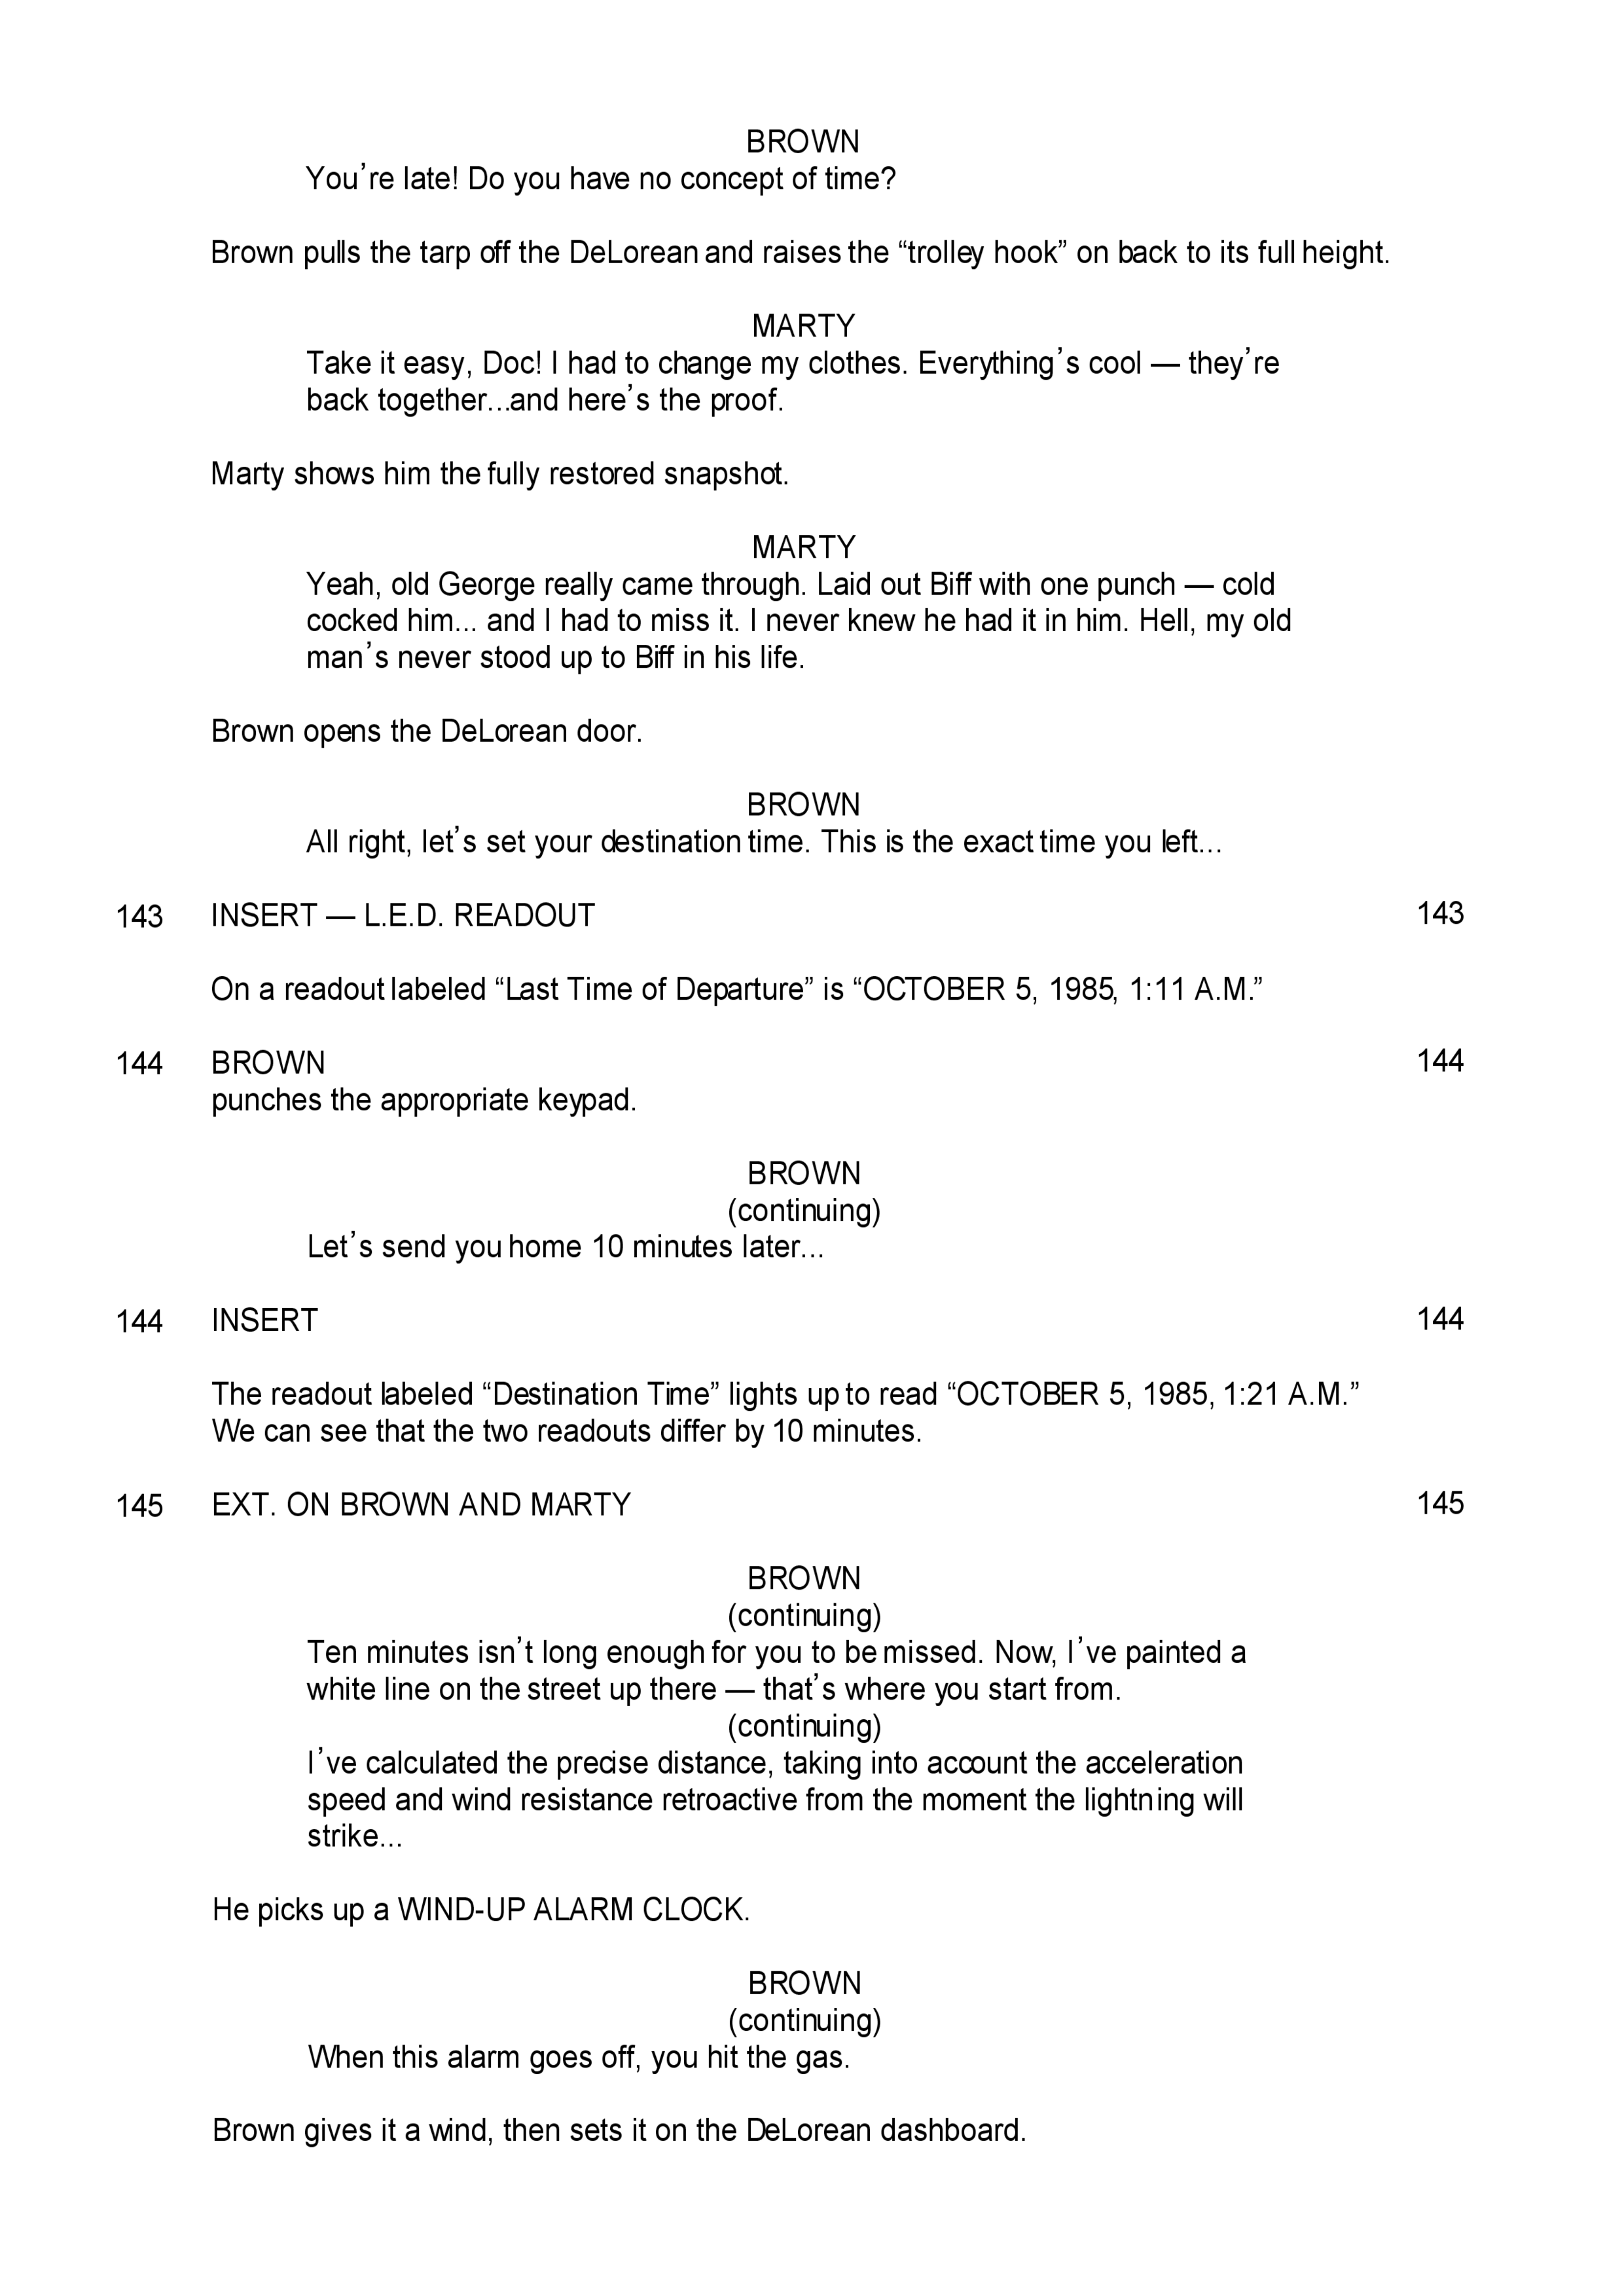 BROWN
You're late! Do you have no concept of time?
Brown pulls the tarp off the DeLorean and raises the “trolley hook” on back to its full height.
MARTY
Take it easy, Doc! I had to change my clothes. Everything's cool — they're
back together...and here's the proof.
Marty shows him the fully restored snapshot.
MARTY
Yeah, old George really came through. Laid out Biff with one punch — cold
cocked him... and I had to miss it. I never knew he had it in him. Hell, my old
man's never stood up to Biff in his life.
Brown opens the DeLorean door.
BROWN
All right, let's set your destination time. This is the exact time you left...
143 INSERT — L.E.D. READOUT 143
On a readout labeled “Last Time of Departure” is “OCTOBER 5, 1985, 1:11 A.M.”
144 BROWN 144
punches the appropriate keypad.
BROWN
(continuing)
Let's send you home 10 minutes later...
144 INSERT 144
The readout labeled “Destination Time” lights up to read “OCTOBER 5, 1985, 1:21 A.M.”
We can see that the two readouts differ by 10 minutes.
145 EXT. ON BROWN AND MARTY 145
BROWN
(continuing)
Ten minutes isn't long enough for you to be missed. Now, I've painted a
white line on the street up there — that's where you start from.
(continuing)
I've calculated the precise distance, taking into account the acceleration
speed and wind resistance retroactive from the moment the lightning will
strike...
He picks up a WIND-UP ALARM CLOCK.
BROWN
(continuing)
When this alarm goes off, you hit the gas.
Brown gives it a wind, then sets it on the DeLorean dashboard.